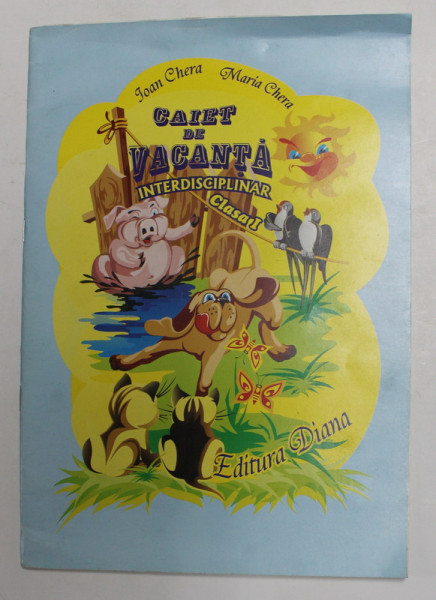 Ioan Chera Maria Chera
CAIET
DE
VACANȚĂ
INTERDISCIPLINAR
Clasa I
Editura Diana